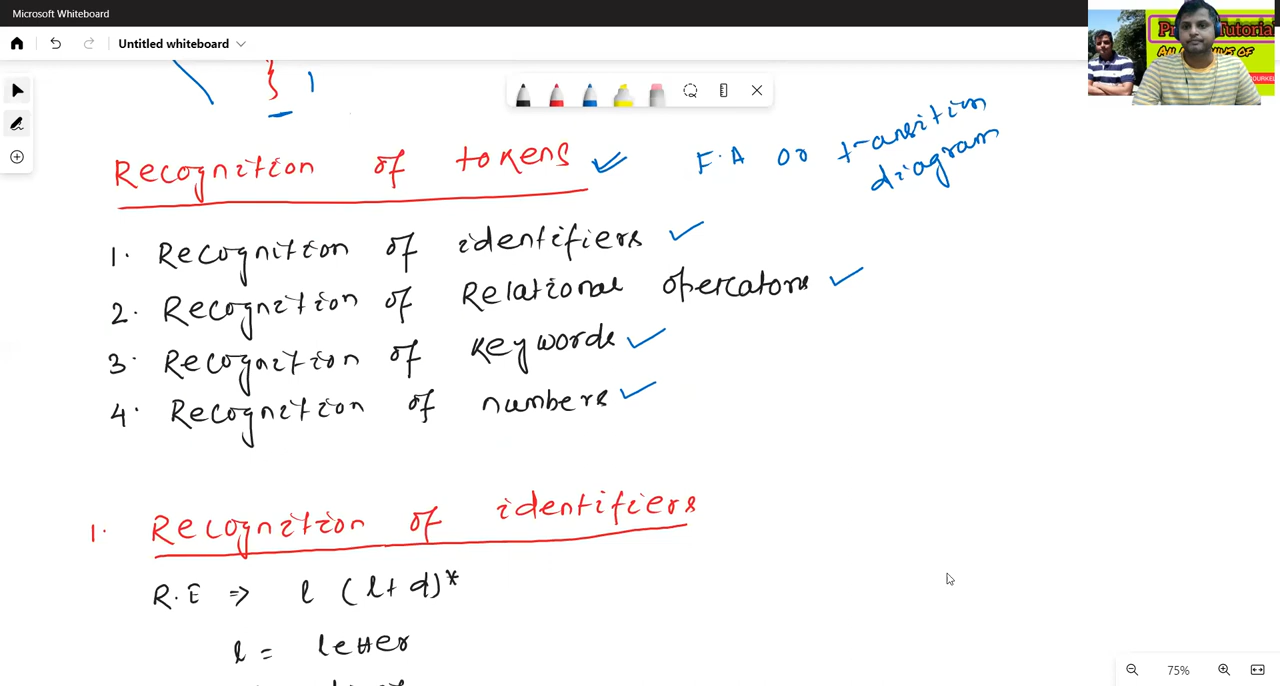 Microsoft Whiteboard
Untitled whiteboard
Recognition of tokens
F.A or transition
diagram
1. Recognition of identifiers
2. Recognition of Relational operators
3. Recognition of keywords
4. Recognition of numbers
1. Recognition of identifiers
R.E => l (l+d)*
l = letter
75%